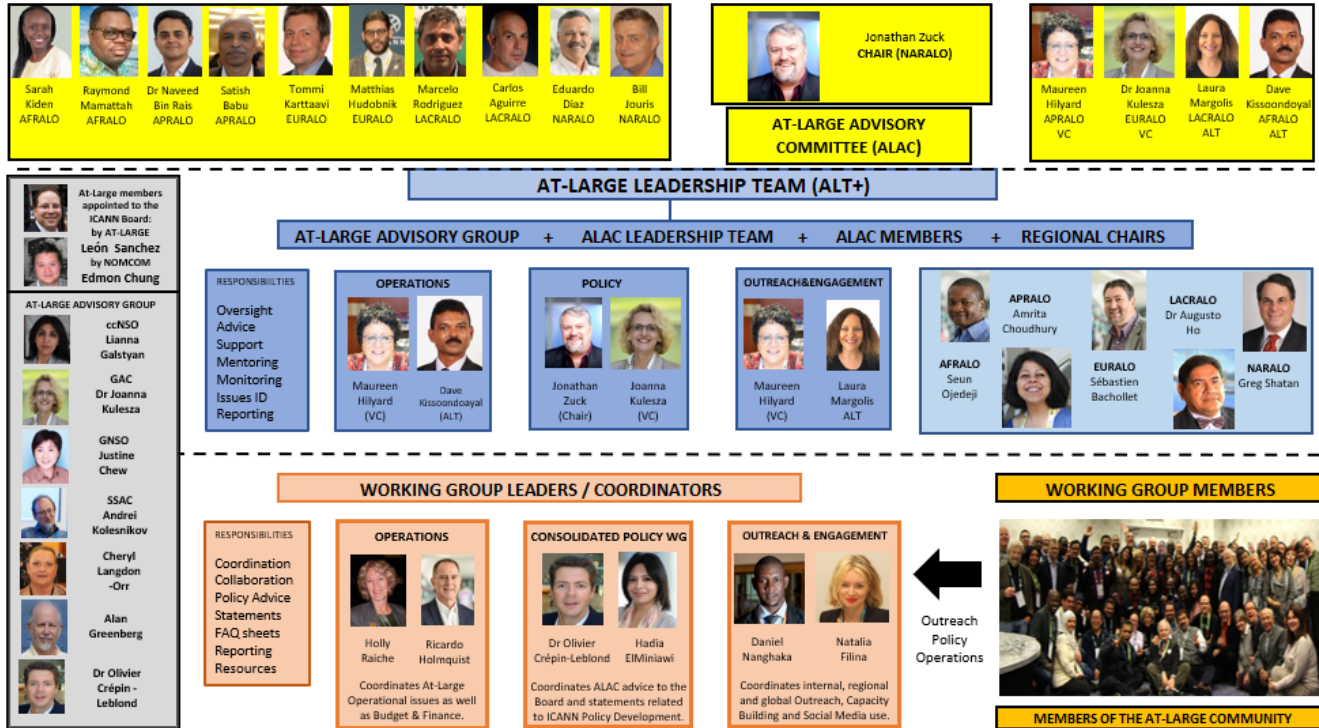 Sarah
Kiden
AFRALO
Raymond
Mamattah
AFRALO
Dr Naveed
Bin Rais
APRALO
Satish
Babu
APRALO
Tommi
Karttaavi
EURALO
Matthias
Hudobnik
EURALO
Marcelo
Rodriguez
LACRALO
Carlos
Aguirre
LACRALO
Eduardo
Diaz
NARALO
Bill
Jouris
NARALO
Jonathan Zuck
CHAIR (NARALO)
AT-LARGE ADVISORY
COMMITTEE (ALAC)
Maureen
Hilyard
APRALO
VC
Dr Joanna
Kulesza
EURALO
VC
Laura
Margolis
LACRALO
ALT
Dave
Kissoondoyal
AFRALO
ALT
At-Large members
appointed to the
ICANN Board:
by AT-LARGE
León Sanchez
by NOMCOM
Edmon Chung
AT-LARGE ADVISORY GROUP
ccNSO
Lianna
Galstyan
GAC
Dr Joanna
Kulesza
GNSO
Justine
Chew
SSAC
Andrei
Kolesnikov
Cheryl
Langdon
-Orr
Alan
Greenberg
Dr Olivier
Crépin -
Leblond
AT-LARGE LEADERSHIP TEAM (ALT+)
AT-LARGE ADVISORY GROUP + ALAC LEADERSHIP TEAM + ALAC MEMBERS + REGIONAL CHAIRS
RESPONSIBIILTIES
Oversight
Advice
Support
Mentoring
Monitoring
Issues ID
Reporting
OPERATIONS
Maureen
Hilyard
(VC)
Dave
Kissoondoayal
(ALT)
POLICY
Jonathan
Zuck
(Chair)
Joanna
Kulesza
(VC)
OUTREACH&ENGAGEMENT
Maureen
Hilyard
(VC)
Laura
Margolis
ALT
APRALO
Amrita
Choudhury
LACRALO
Dr Augusto
Ho
AFRALO
Seun
Ojedeji
EURALO
Sébastien
Bachollet
NARALO
Greg Shatan
WORKING GROUP LEADERS / COORDINATORS
RESPONSIBILITIES
Coordination
Collaboration
Policy Advice
Statements
FAQ sheets
Reporting
Resources
OPERATIONS
Holly
Raiche
Ricardo
Holmquist
Coordinates At-Large
Operational issues as well
as Budget & Finance.
CONSOLIDATED POLICY WG
Dr Olivier
Crépin-Leblond
Hadia
ElMiniawi
Coordinates ALAC advice to the
Board and statements related
to ICANN Policy Development.
OUTREACH & ENGAGEMENT
Daniel
Nanghaka
Natalia
Filina
Coordinates internal, regional
and global Outreach, Capacity
Building and Social Media use.
Outreach
Policy
Operations
WORKING GROUP MEMBERS
MEMBERS OF THE AT-LARGE COMMUNITY